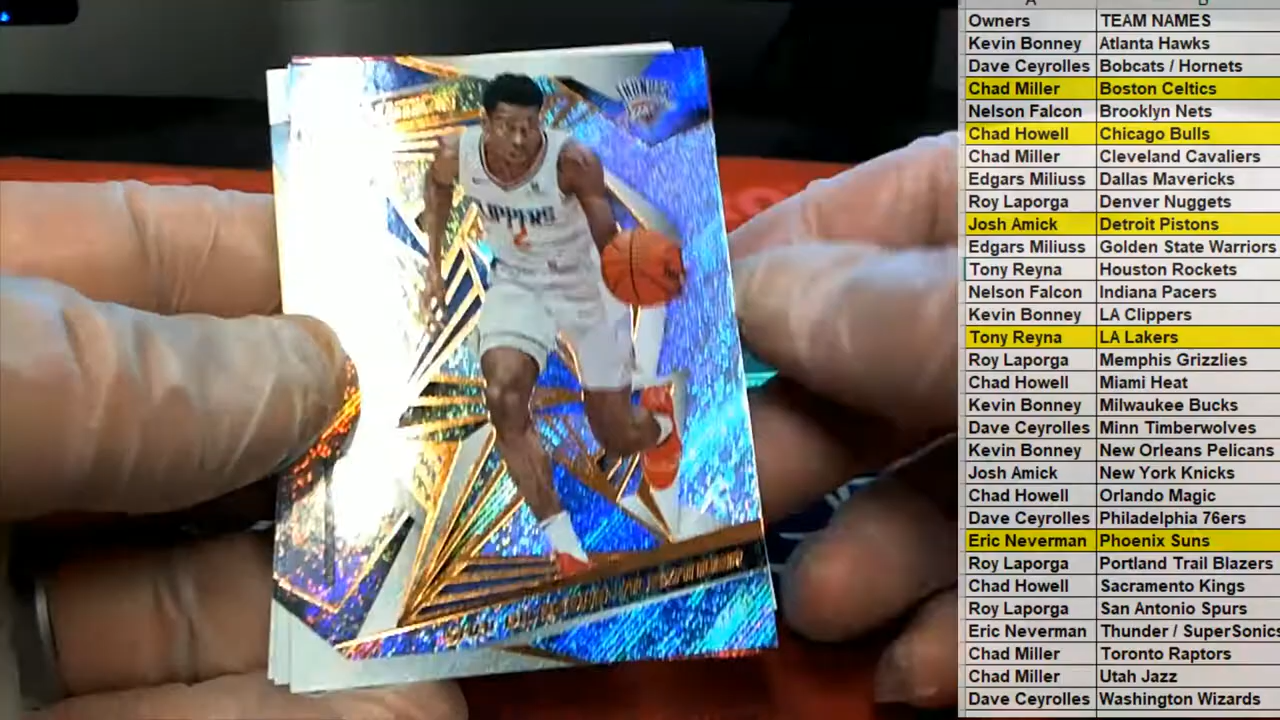 THUNDER
CLIPPERS
2
A B
Owners TEAM NAMES
Kevin Bonney Atlanta Hawks
Dave Ceyrolles Bobcats / Hornets
Chad Miller Boston Celtics
Nelson Falcon Brooklyn Nets
Chad Howell Chicago Bulls
Chad Miller Cleveland Cavaliers
Edgars Miliuss Dallas Mavericks
Roy Laporga Denver Nuggets
Josh Amick Detroit Pistons
Edgars Miliuss Golden State Warriors
Tony Reyna Houston Rockets
Nelson Falcon Indiana Pacers
Kevin Bonney LA Clippers
Tony Reyna LA Lakers
Roy Laporga Memphis Grizzlies
Chad Howell Miami Heat
Kevin Bonney Milwaukee Bucks
Dave Ceyrolles Minn Timberwolves
Kevin Bonney New Orleans Pelicans
Josh Amick New York Knicks
Chad Howell Orlando Magic
Dave Ceyrolles Philadelphia 76ers
Eric Neverman Phoenix Suns
Roy Laporga Portland Trail Blazers
Chad Howell Sacramento Kings
Roy Laporga San Antonio Spurs
Eric Neverman Thunder / SuperSonics
Chad Miller Toronto Raptors
Chad Miller Utah Jazz
Dave Ceyrolles Washington Wizards